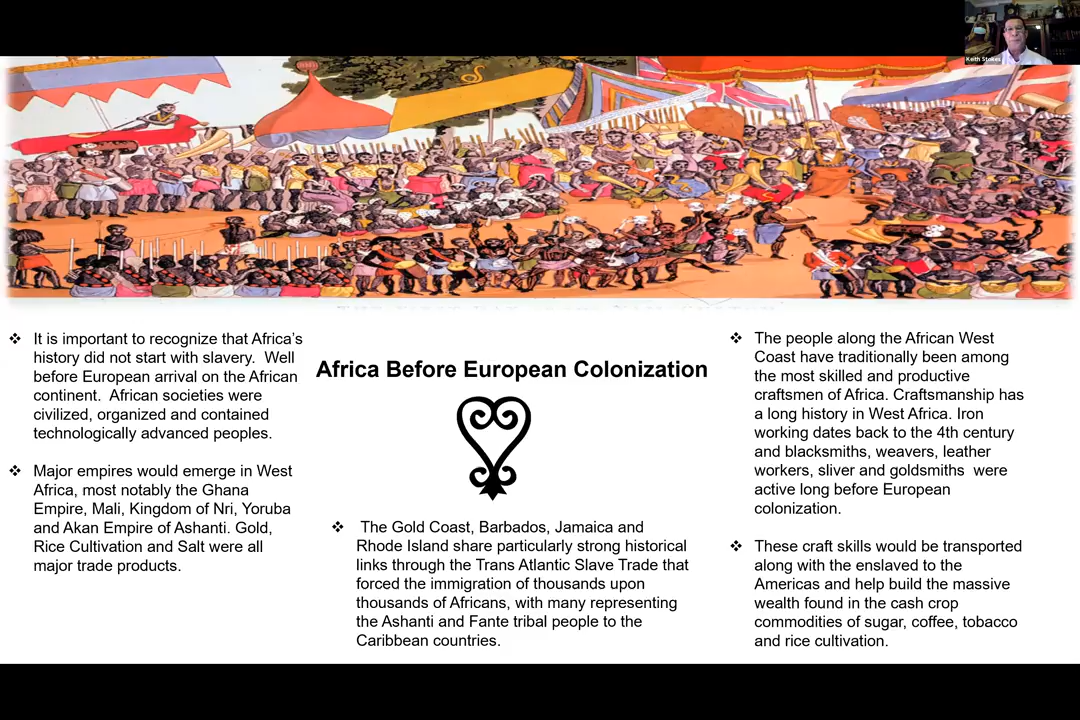 Keith Stokes
❖ It is important to recognize that Africa's
history did not start with slavery. Well
before European arrival on the African
continent. African societies were
civilized, organized and contained
technologically advanced peoples.
❖ Major empires would emerge in West
Africa, most notably the Ghana
Empire, Mali, Kingdom of Nri, Yoruba
and Akan Empire of Ashanti. Gold,
Rice Cultivation and Salt were all
major trade products.
Africa Before European Colonization
❖ The Gold Coast, Barbados, Jamaica and
Rhode Island share particularly strong historical
links through the Trans Atlantic Slave Trade that
forced the immigration of thousands upon
thousands of Africans, with many representing
the Ashanti and Fante tribal people to the
Caribbean countries.
❖ The people along the African West
Coast have traditionally been among
the most skilled and productive
craftsmen of Africa. Craftsmanship has
a long history in West Africa. Iron
working dates back to the 4th century
and blacksmiths, weavers, leather
workers, sliver and goldsmiths were
active long before European
colonization.
❖ These craft skills would be transported
along with the enslaved to the
Americas and help build the massive
wealth found in the cash crop
commodities of sugar, coffee, tobacco
and rice cultivation.